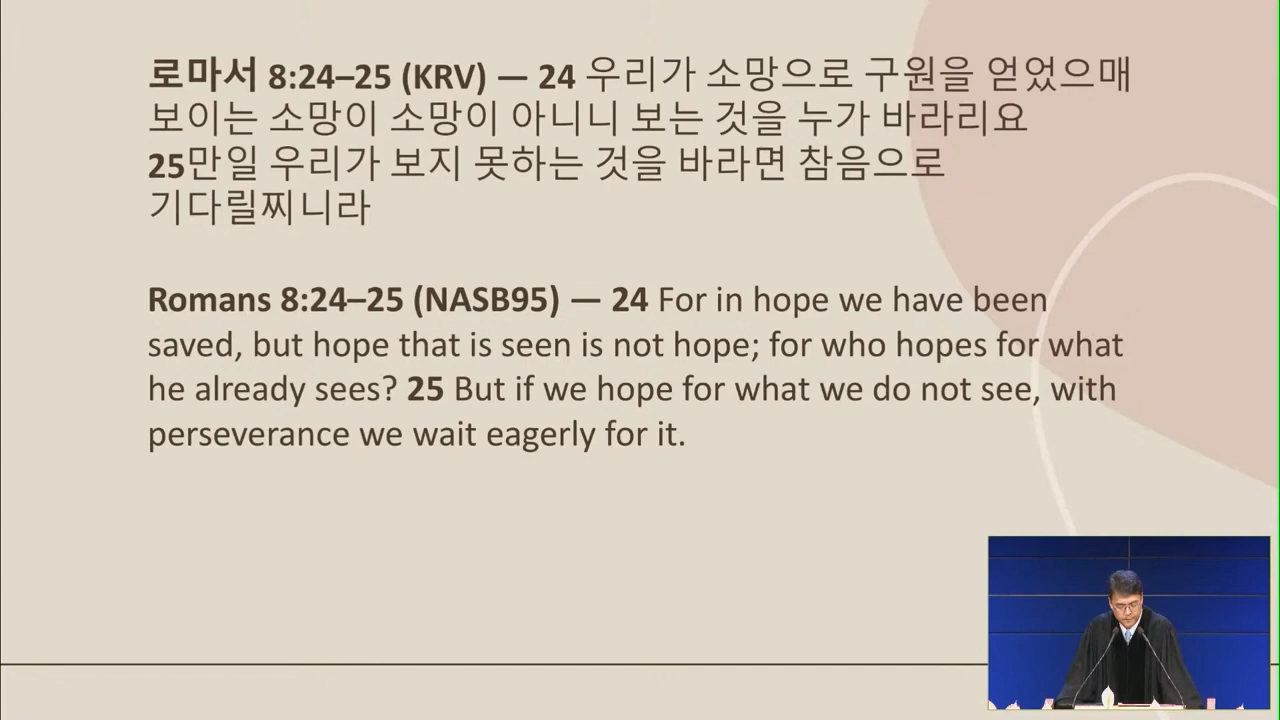 로마서 8:24–25 (KRV) — 24 우리가 소망으로 구원을 얻었으매
보이는 소망이 소망이 아니니 보는 것을 누가 바라리요
25만일 우리가 보지 못하는 것을 바라면 참음으로
기다릴찌니라
Romans 8:24–25 (NASB95) — 24 For in hope we have been
saved, but hope that is seen is not hope; for who hopes for what
he already sees? 25 But if we hope for what we do not see, with
perseverance we wait eagerly for it.